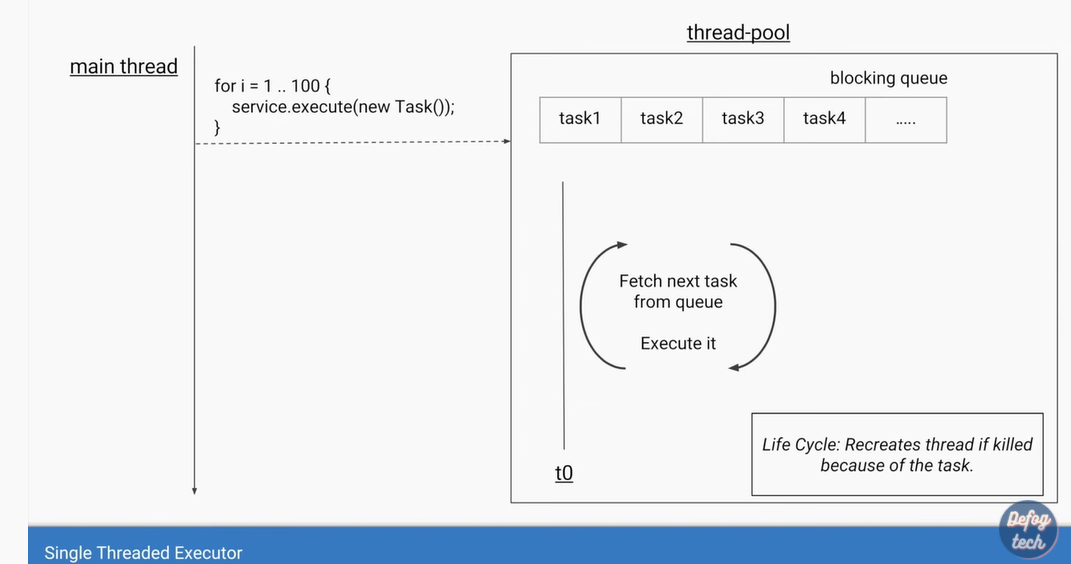 thread-pool
main thread
for i = 1 .. 100 {
service.execute(new Task());
}
blocking queue
task1 task2 task3 task4 .....
Fetch next task
from queue
Execute it
Life Cycle: Recreates thread if killed
because of the task.
t0
Defog
tech
Single Threaded Executor